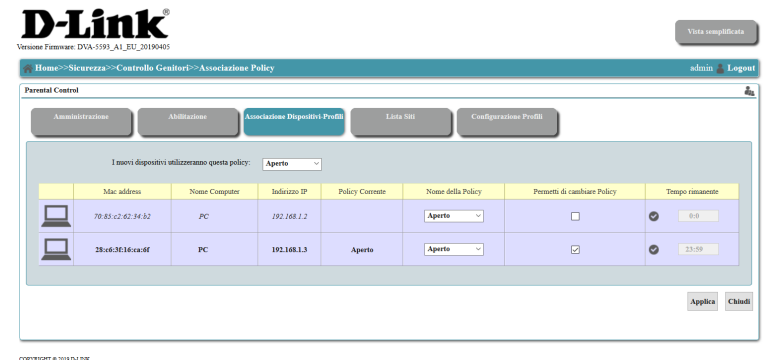 D-Link®
Versione Firmware: DVA-5593_A1_EU_20190405
Vista semplificata
Home>>Sicurezza>>Controllo Genitori>>Associazione Policy
admin Logout
Parental Control
Amministrazione Abilitazione Associazione Dispositivi-Profili Lista Siti Configurazione Profili
I nuovi dispositivi utilizzeranno questa policy: Aperto
Mac address Nome Computer Indirizzo IP Policy Corrente Nome della Policy Permetti di cambiare Policy Tempo rimanente
70:85:c2:62:34:b2 PC 192.168.1.2 Aperto 0:0
28:c6:3f:16:ca:6f PC 192.168.1.3 Aperto Aperto 23:59
Applica Chiudi
COPYRIGHT © 2019 D-LINK